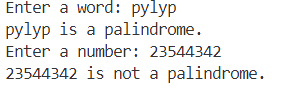 Enter a word: pylyp
pylyp is a palindrome.
Enter a number: 23544342
23544342 is not a palindrome.